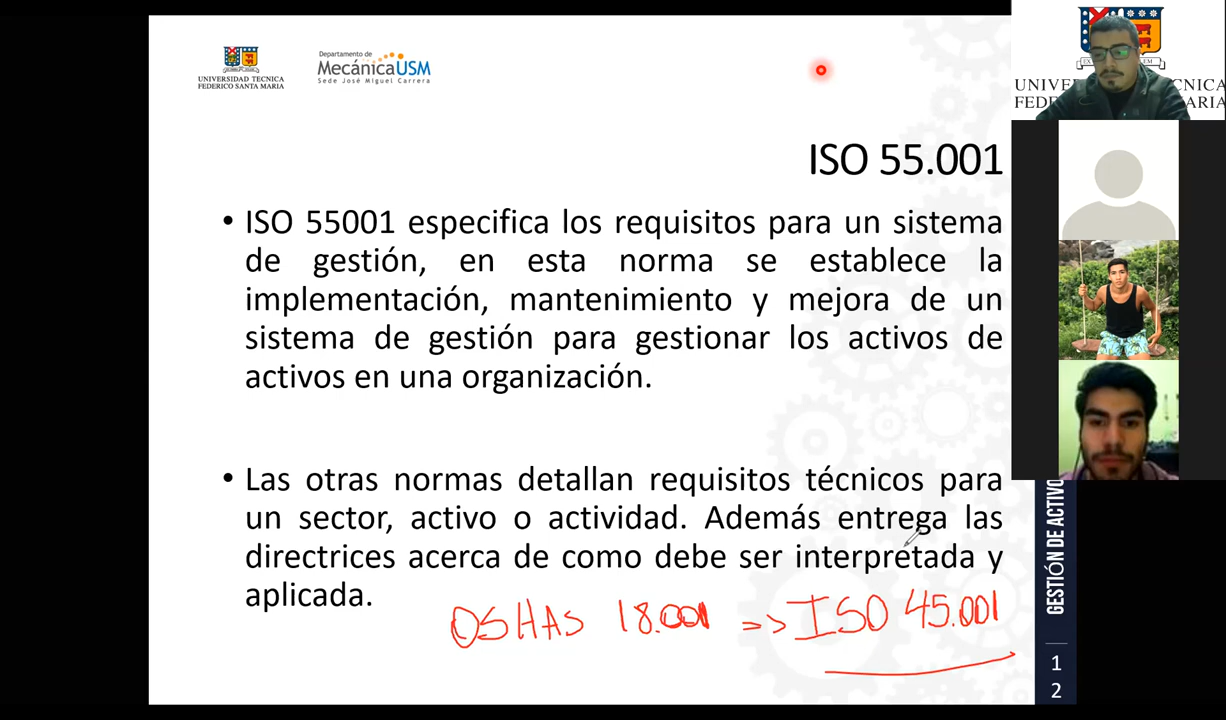 UNIVERSIDAD TECNICA
FEDERICO SANTA MARIA
Departamento de
MecánicaUSM
Sede José Miguel Carrera
ISO 55.001
• ISO 55001 especifica los requisitos para un sistema
de gestión, en esta norma se establece la
implementación, mantenimiento y mejora de un
sistema de gestión para gestionar los activos de
activos en una organización.
• Las otras normas detallan requisitos técnicos para
un sector, activo o actividad. Además entrega las
directrices acerca de como debe ser interpretada y
aplicada.
OSHAS 18.001 => ISO 45.001
UNIVER
CNICA
FEDE
ARIA
GESTIÓN DE ACTIVO
1
2